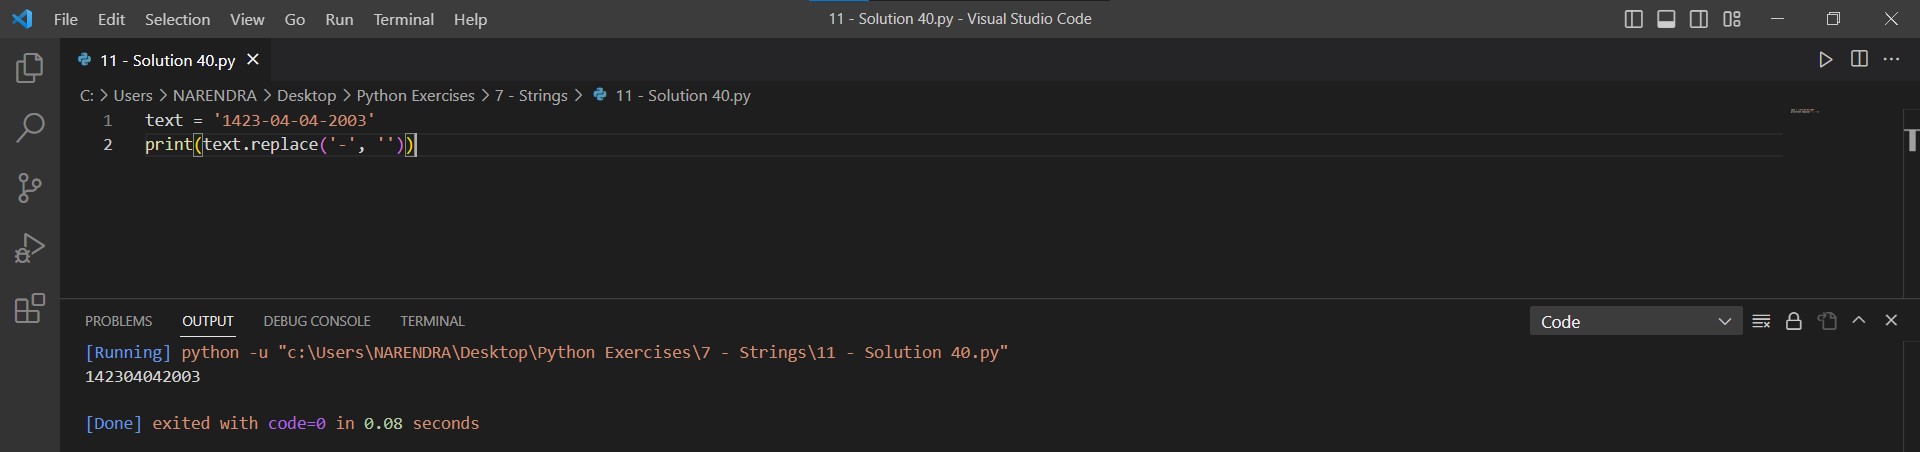 File Edit Selection View Go Run Terminal Help 11 - Solution 40.py - Visual Studio Code
11 - Solution 40.py
C: > Users > NARENDRA > Desktop > Python Exercises > 7 - Strings > 11 - Solution 40.py
1 text = '1423-04-04-2003'
2 print(text.replace('-', ''))
PROBLEMS OUTPUT DEBUG CONSOLE TERMINAL Code
[Running] python -u "c:\Users\NARENDRA\Desktop\Python Exercises\7 - Strings\11 - Solution 40.py"
142304042003
[Done] exited with code=0 in 0.08 seconds